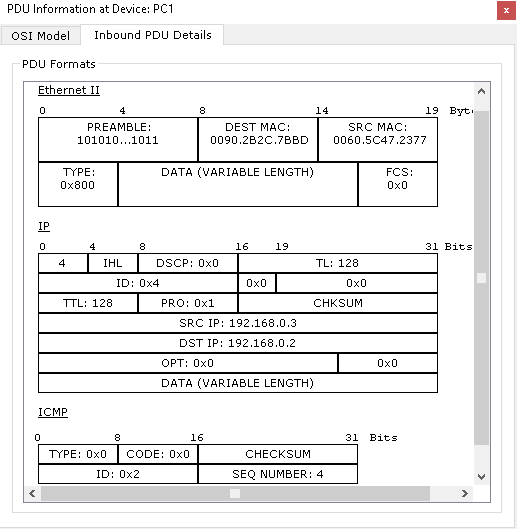 PDU Information at Device: PC1
x
OSI Model Inbound PDU Details
PDU Formats
Ethernet II
0 4 8 14 19 Byte
PREAMBLE: DEST MAC: SRC MAC:
101010...1011 0090.2B2C.7BBD 0060.5C47.2377
TYPE: DATA (VARIABLE LENGTH) FCS:
0x800 0x0
IP
0 4 8 16 19 31 Bits
4 IHL DSCP: 0x0 TL: 128
ID: 0x4 0x0 0x0
TTL: 128 PRO: 0x1 CHKSUM
SRC IP: 192.168.0.3
DST IP: 192.168.0.2
OPT: 0x0 0x0
DATA (VARIABLE LENGTH)
ICMP
0 8 16 31 Bits
TYPE: 0x0 CODE: 0x0 CHECKSUM
ID: 0x2 SEQ NUMBER: 4